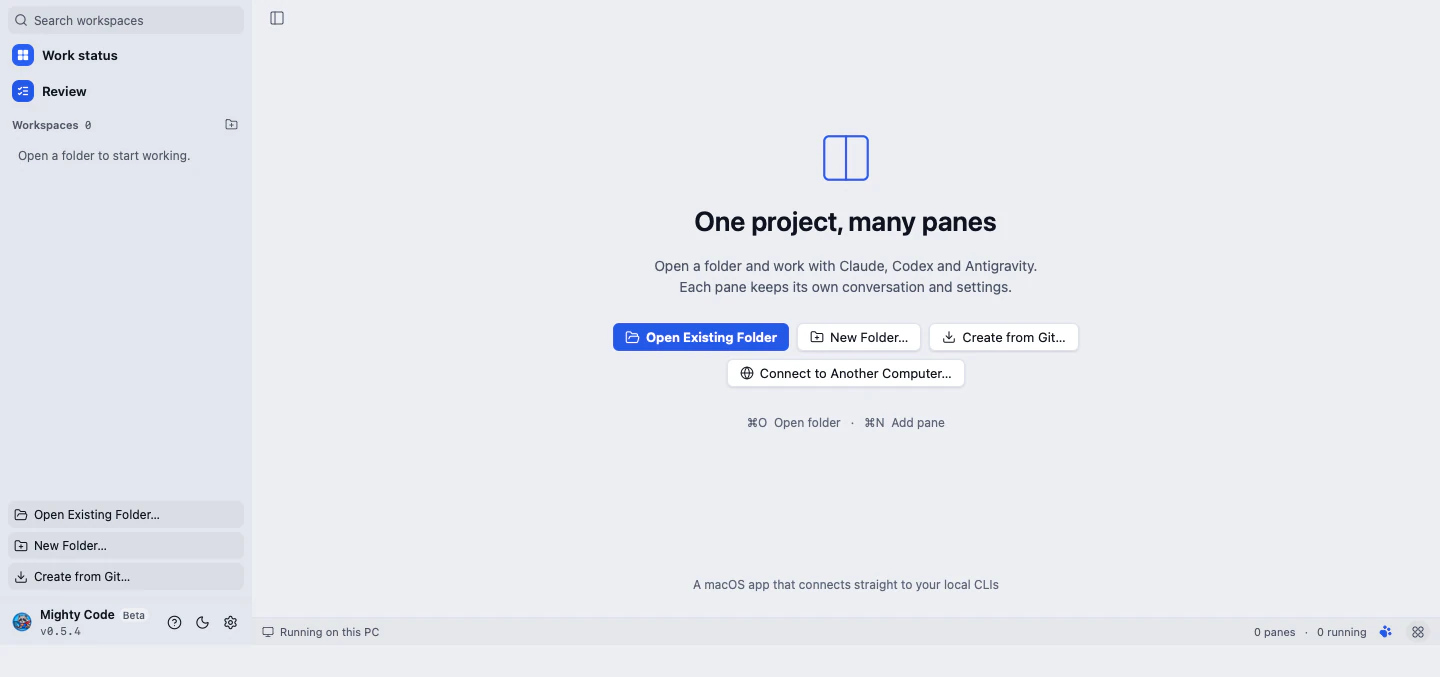 Search workspaces
Work status
Review
Workspaces 0
Open a folder to start working.
Open Existing Folder...
New Folder...
Create from Git...
Mighty Code Beta
v0.5.4
One project, many panes
Open a folder and work with Claude, Codex and Antigravity.
Each pane keeps its own conversation and settings.
Open Existing Folder
New Folder...
Create from Git...
Connect to Another Computer...
⌘O Open folder · ⌘N Add pane
A macOS app that connects straight to your local CLIs
Running on this PC
0 panes · 0 running